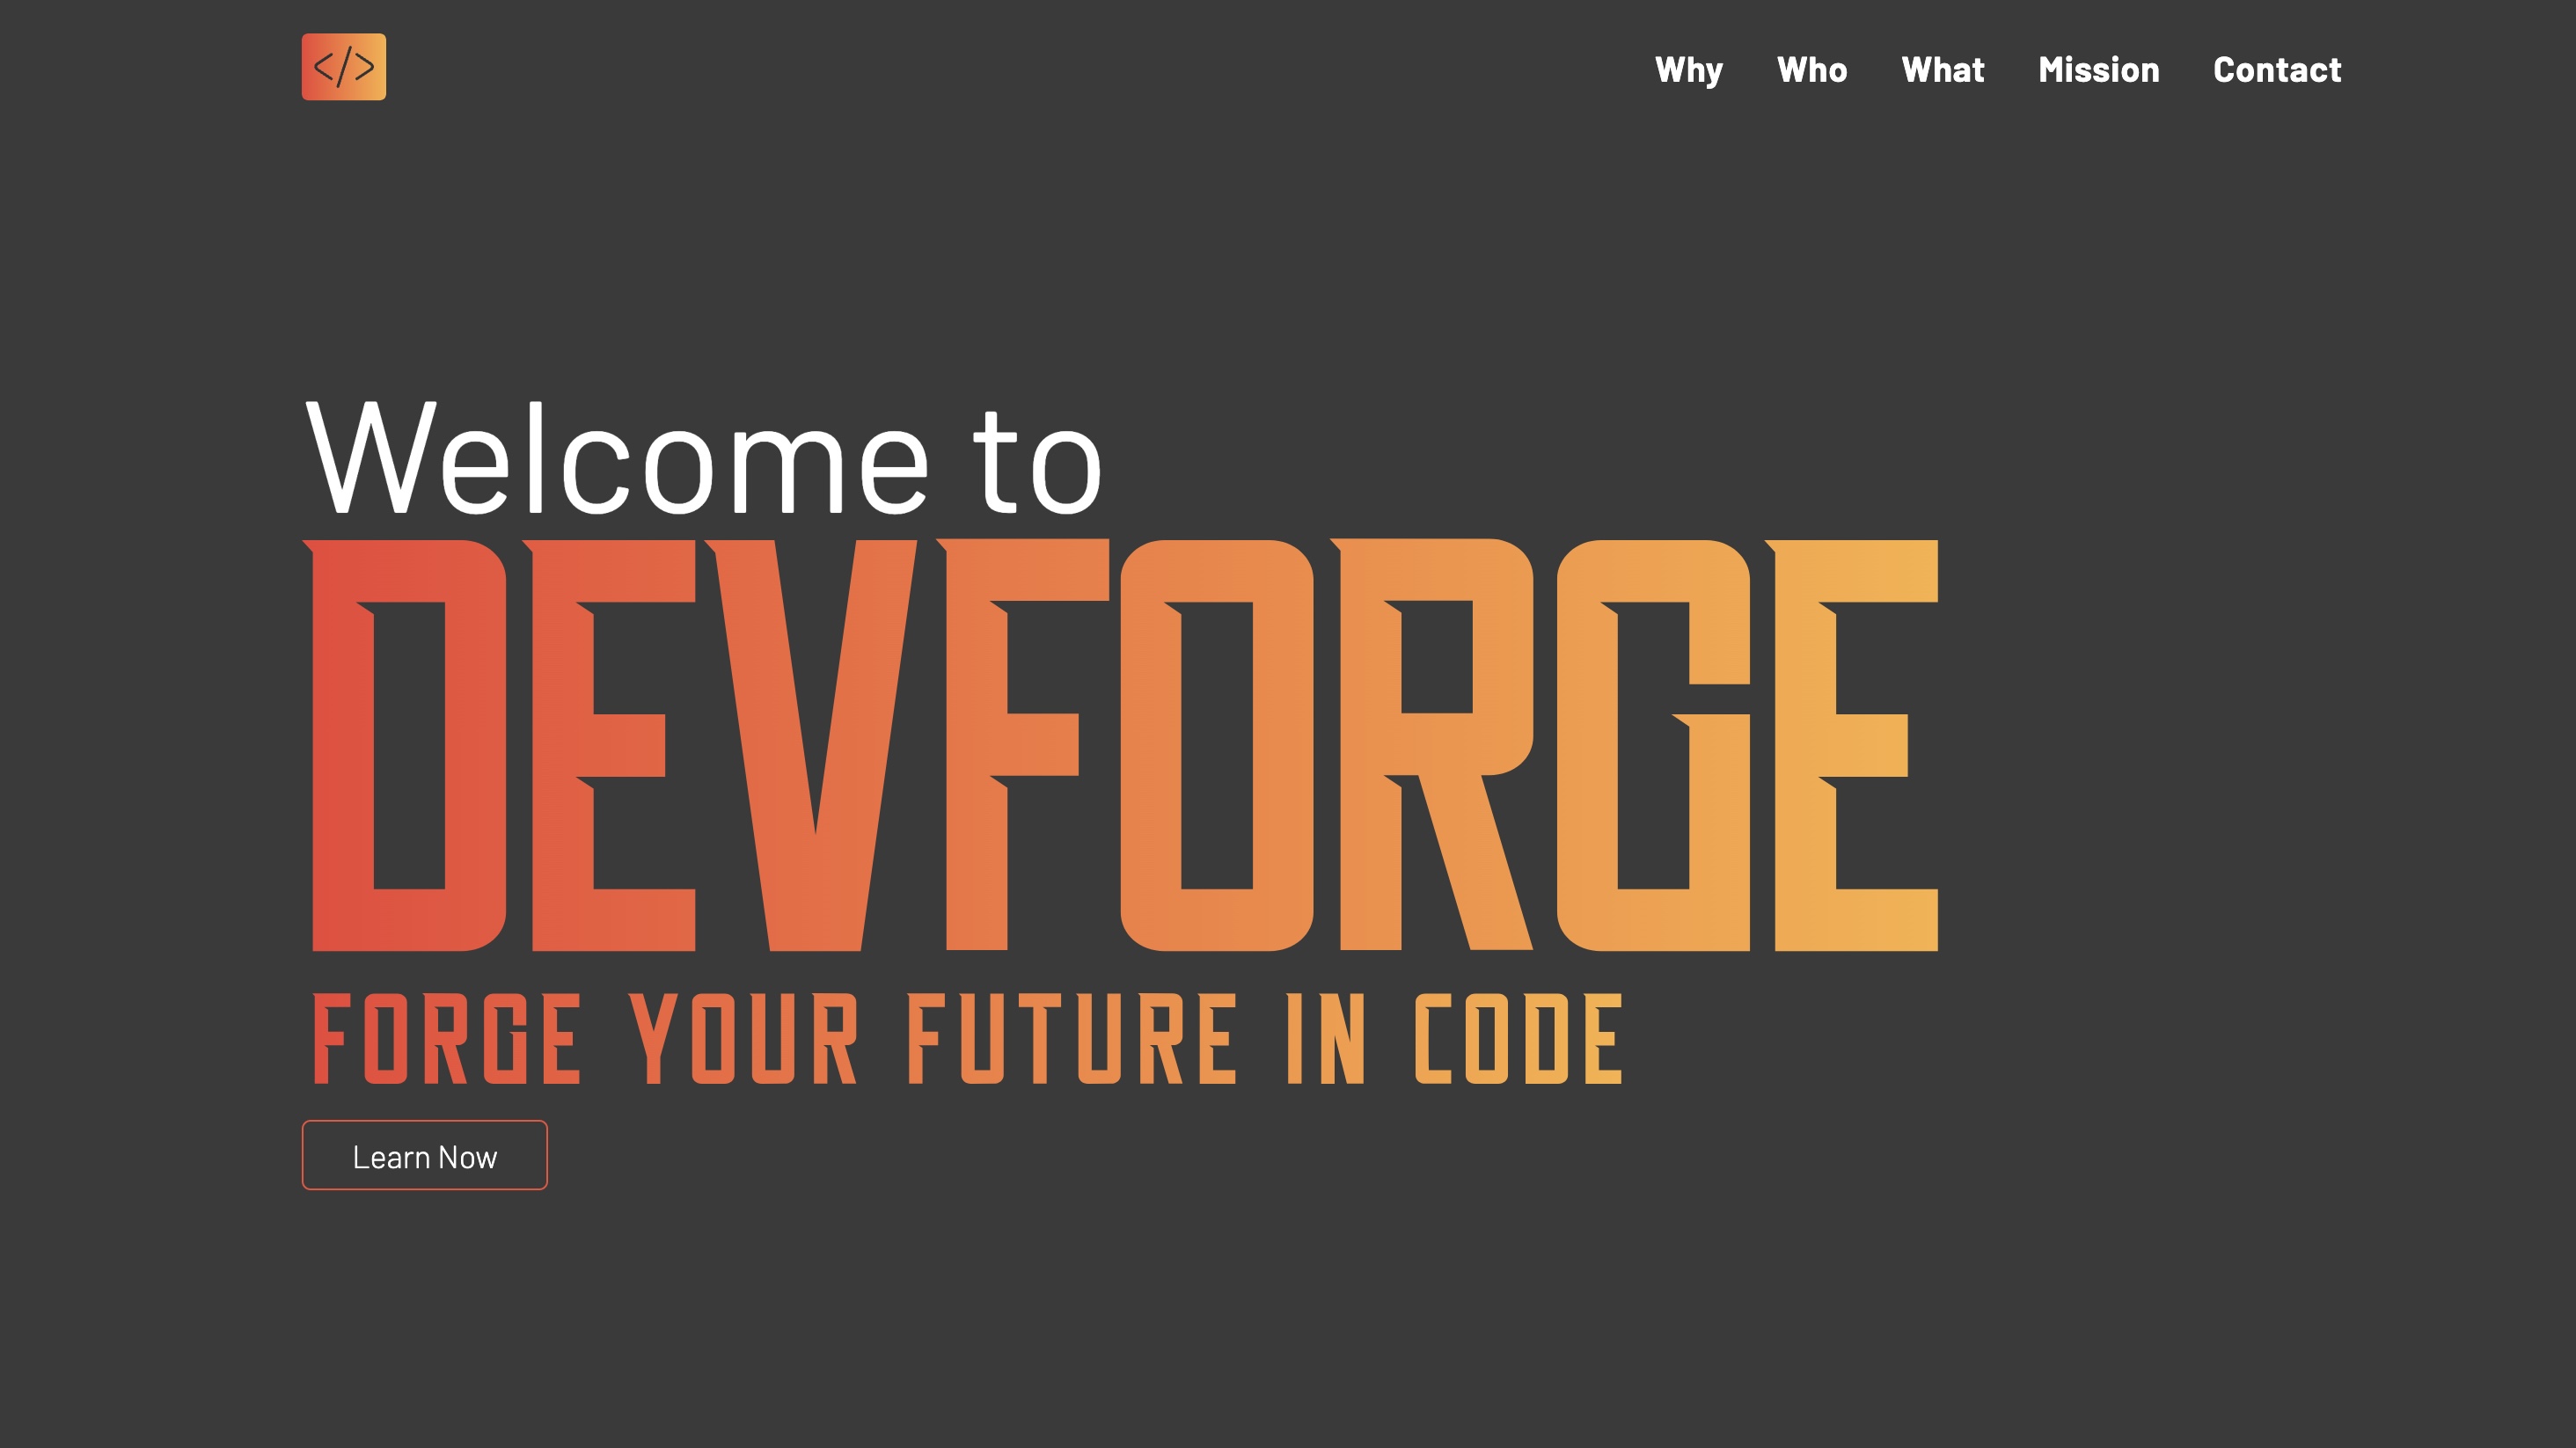 </>
Why Who What Mission Contact
Welcome to
DEVFORGE
FORGE YOUR FUTURE IN CODE
Learn Now